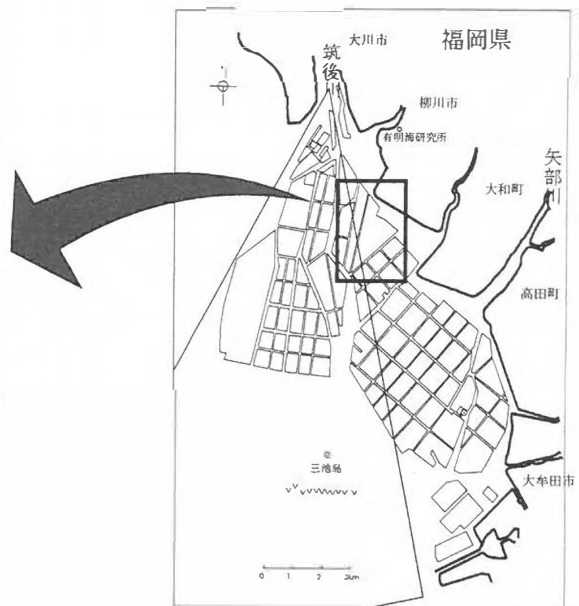 福岡県
大川市
筑後川
柳川市
有明海研究所
矢部川
大和町
高田町
三池島
大牟田市
0 1 2 3km